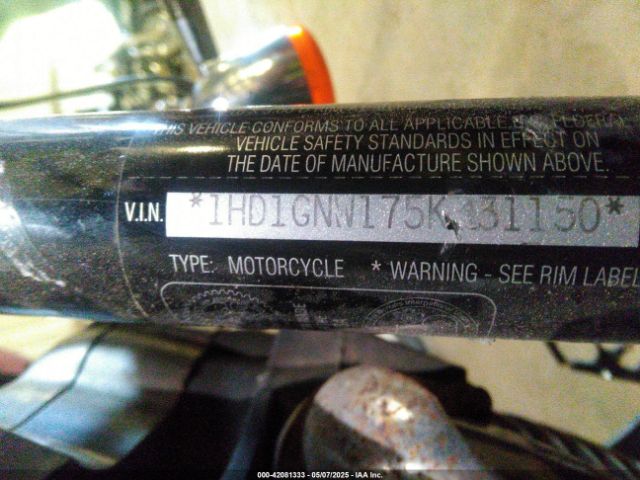 THIS VEHICLE CONFORMS TO ALL APPLICABLE
VEHICLE SAFETY STANDARDS IN EFFECT ON
THE DATE OF MANUFACTURE SHOWN ABOVE.
V.I.N. *1HD1GNW175K331150*
TYPE: MOTORCYCLE * WARNING - SEE RIM LABEL
000-42081333 - 05/07/2025 - IAA Inc.